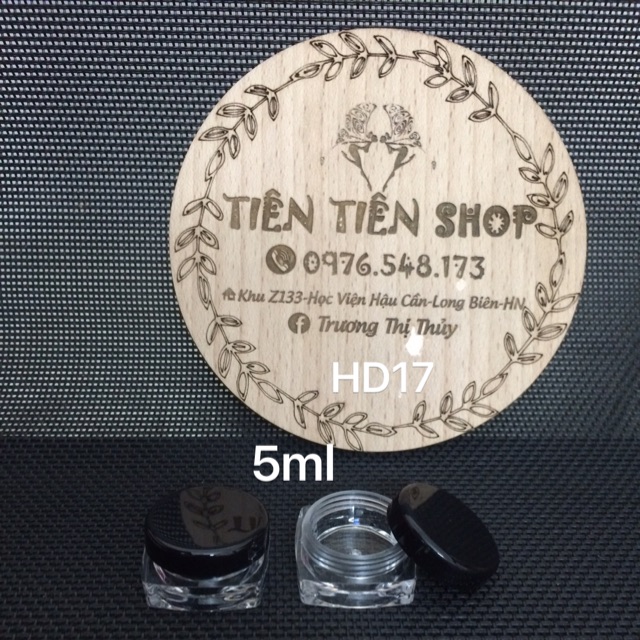 TIÊN TIÊN SHOP
0976.548.173
Khu Z133-Học Viện Hậu Cần-Long Biên-HN
Trương Thị Thủy
HD17
5ml